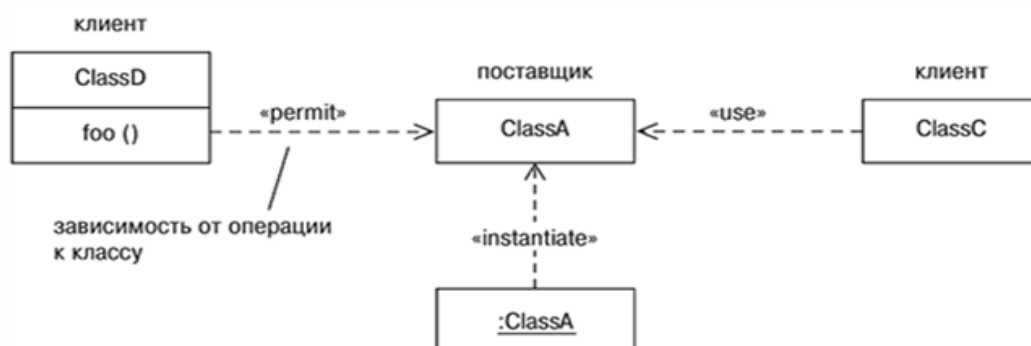 клиент
ClassD
foo ()
«permit»
зависимость от операции
к классу
поставщик
ClassA
«instantiate»
:ClassA
«use»
клиент
ClassC